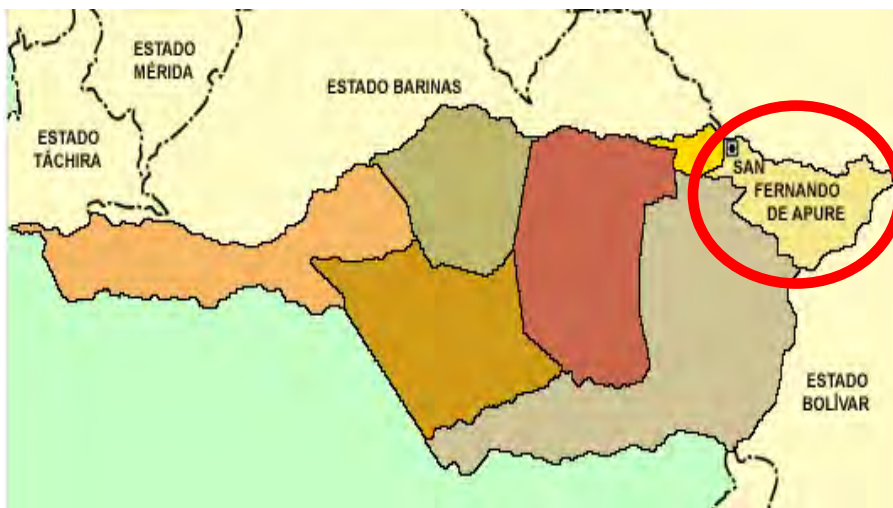 ESTADO
MÉRIDA
ESTADO BARINAS
ESTADO
TÁCHIRA
SAN
FERNANDO
DE APURE
ESTADO
BOLÍVAR